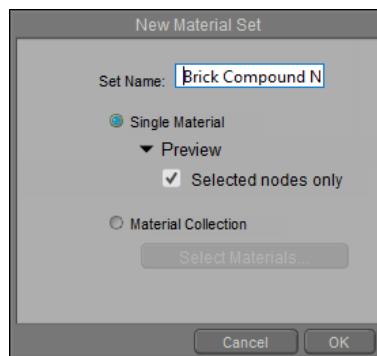 New Material Set
Set Name: Brick Compound N
Single Material
Preview
Selected nodes only
Material Collection
Select Materials...
Cancel OK